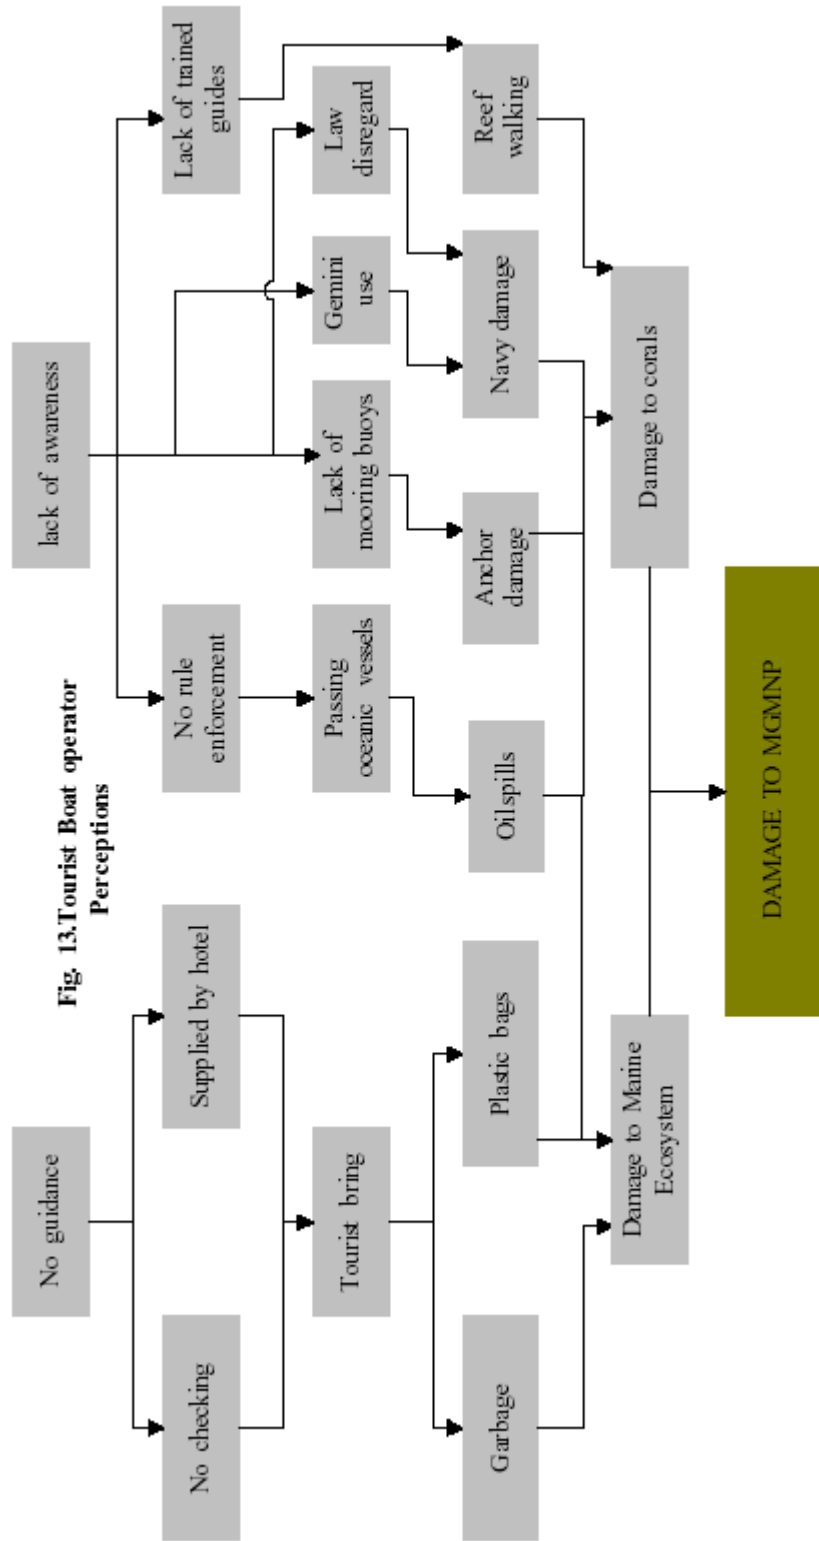 Fig. 13.Tourist Boat operator
Perceptions
No guidance
lack of awareness
No checking
Supplied by hotel
No rule
enforcement
Lack of trained
guides
Tourist bring
Passing
oceanic vessels
Lack of
mooring buoys
Gemini
use
Law
disregard
Garbage
Plastic bags
Oilspills
Anchor
damage
Navy damage
Reef
walking
Damage to Marine
Ecosystem
Damage to corals
DAMAGE TO MGMNP